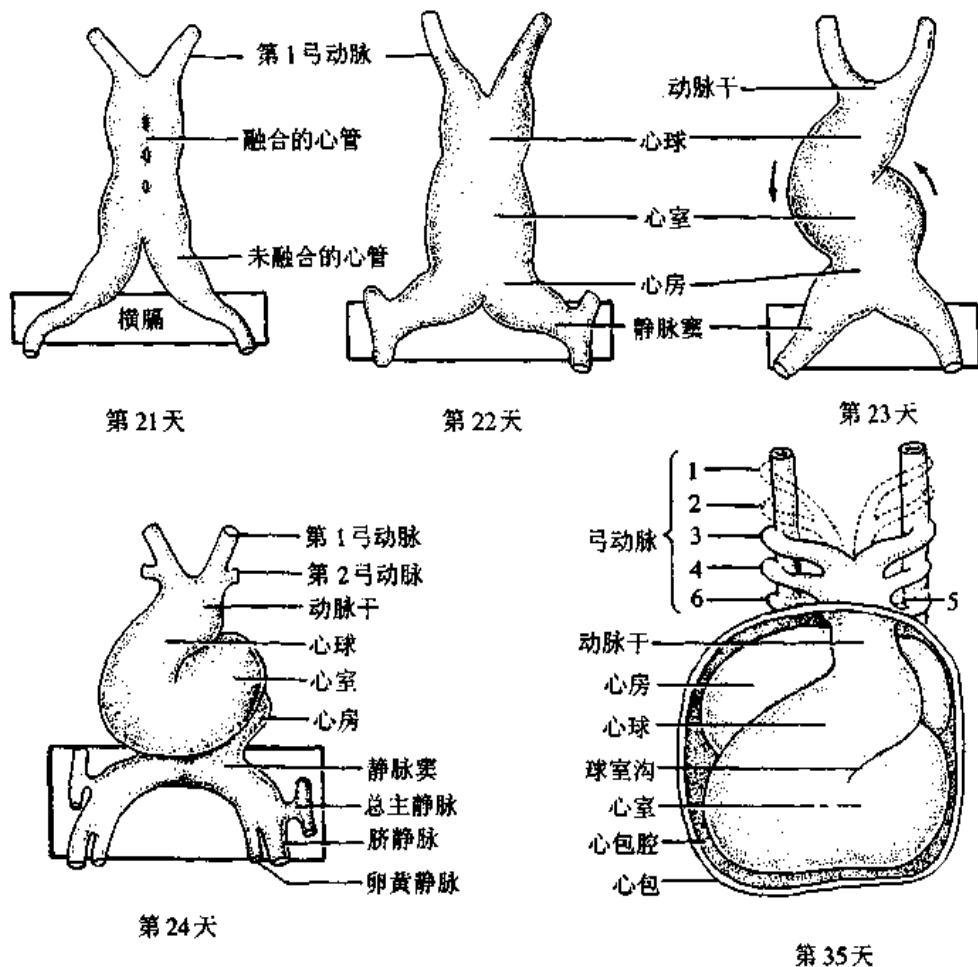 第1弓动脉
融合的心管
未融合的心管
横膈
第21天
心球
心室
心房
静脉窦
第22天
动脉干
第23天
第1弓动脉
第2弓动脉
动脉干
心球
心室
心房
静脉窦
总主静脉
脐静脉
卵黄静脉
第24天
弓动脉
1
2
3
4
6
5
动脉干
心房
心球
球室沟
心室
心包腔
心包
第35天